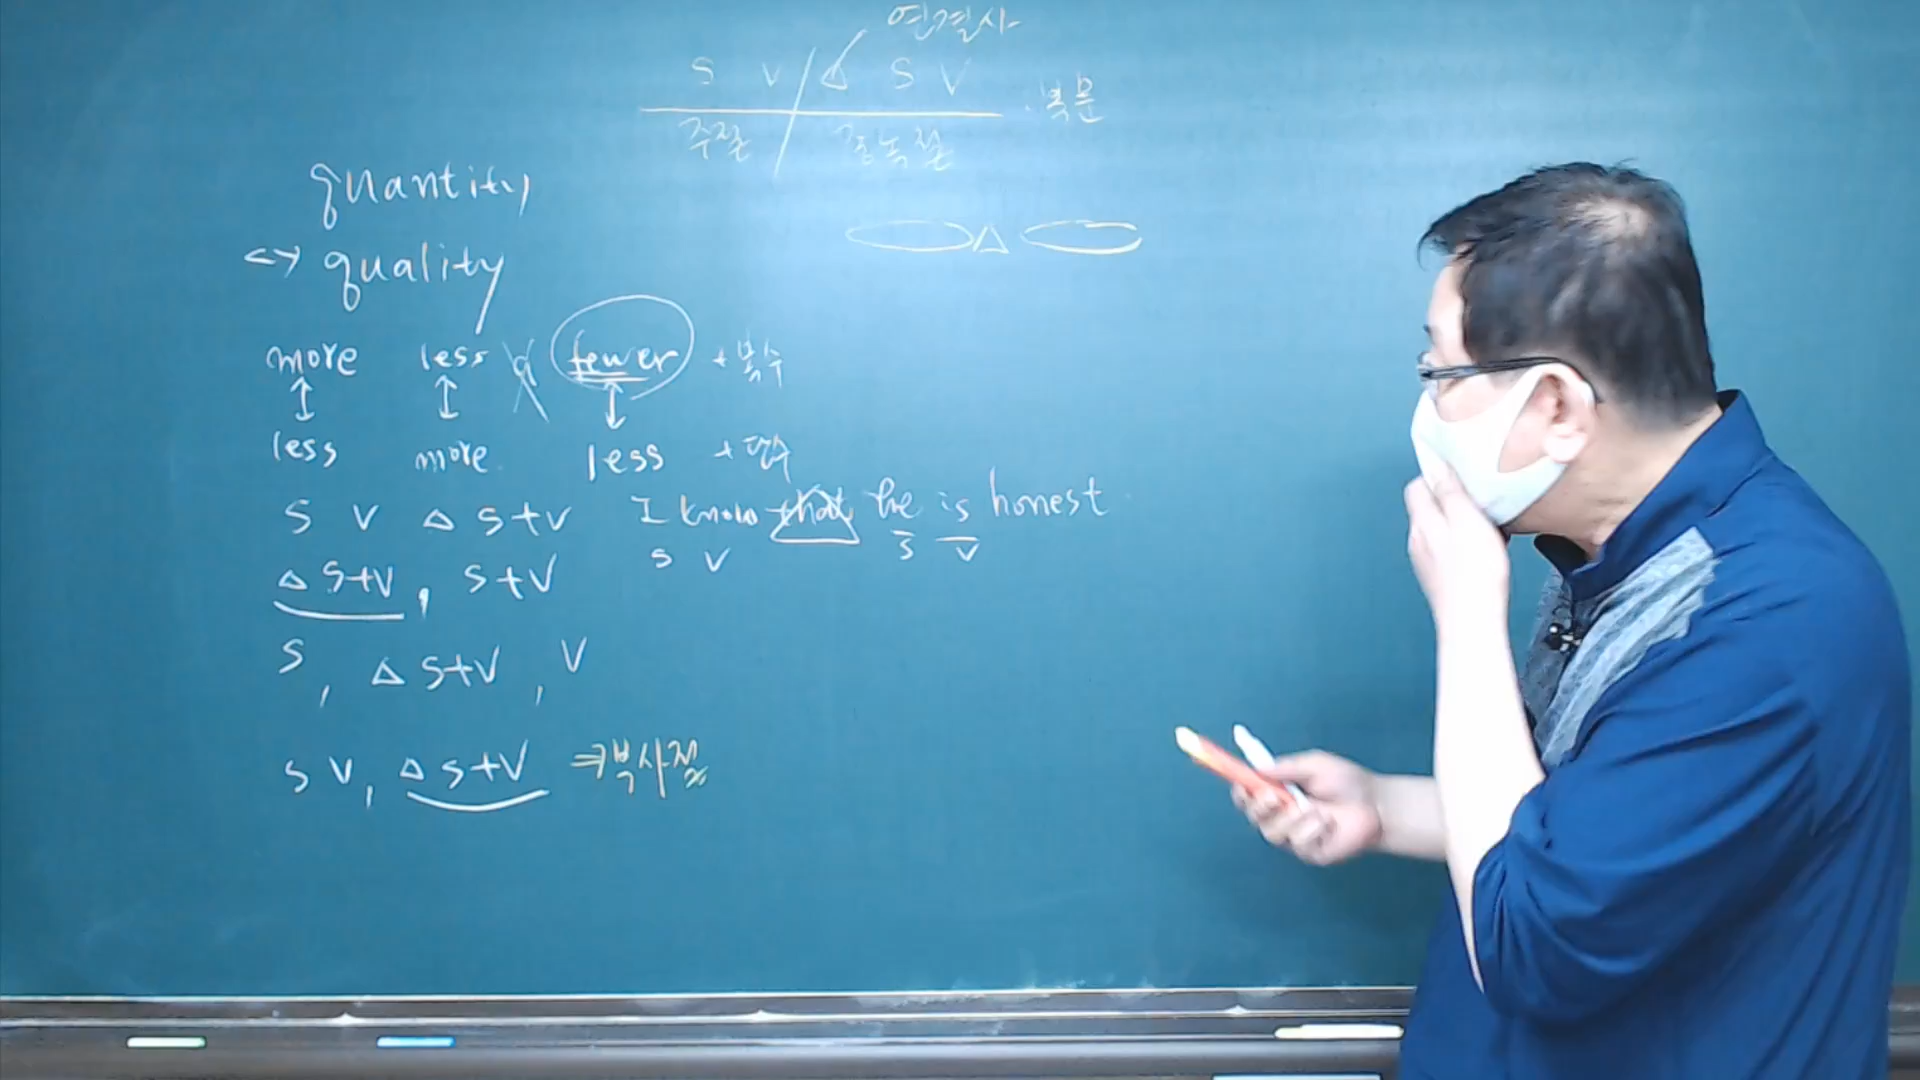 연결사
S V / △ S V
주절 종속절 . 복문
quantity
<-> quality
△
more less fewer + 복수
↕ ↕ ↕
less more less + 단수
S V △ S+V I know that he is honest.
S V S V
△ S+V, S+V
S, △ S+V, V
S V, △ S+V ⇒부사절